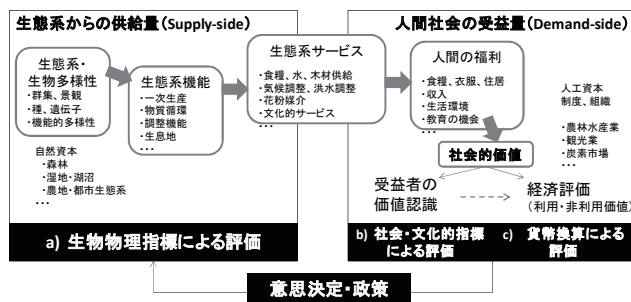 生態系からの供給量(Supply-side)
人間社会の受益量(Demand-side)
生態系・
生物多様性
・群集、景観
・種、遺伝子
・機能的多様性
生態系機能
・一次生産
・物質循環
・調整機能
・生息地
…
生態系サービス
・食糧、水、木材供給
・気候調整、洪水調整
・花粉媒介
・文化的サービス
…
人間の福利
・食糧、衣服、住居
・収入
・生活環境
・教育の機会
…
人工資本
制度、組織
・農林水産業
・観光業
・炭素市場
…
自然資本
・森林
・湿地・湖沼
・農地・都市生態系
…
社会的価値
受益者の
価値認識
経済評価
(利用・非利用価値)
a) 生物物理指標による評価
b) 社会・文化的指標
による評価
c) 貨幣換算による
評価
意思決定・政策